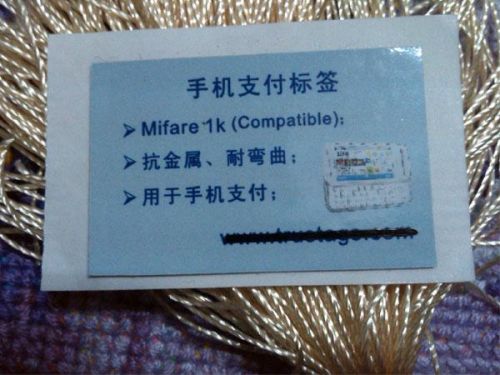 手机支付标签
➤ Mifare 1k (Compatible);
➤ 抗金属、耐弯曲；
➤ 用于手机支付；